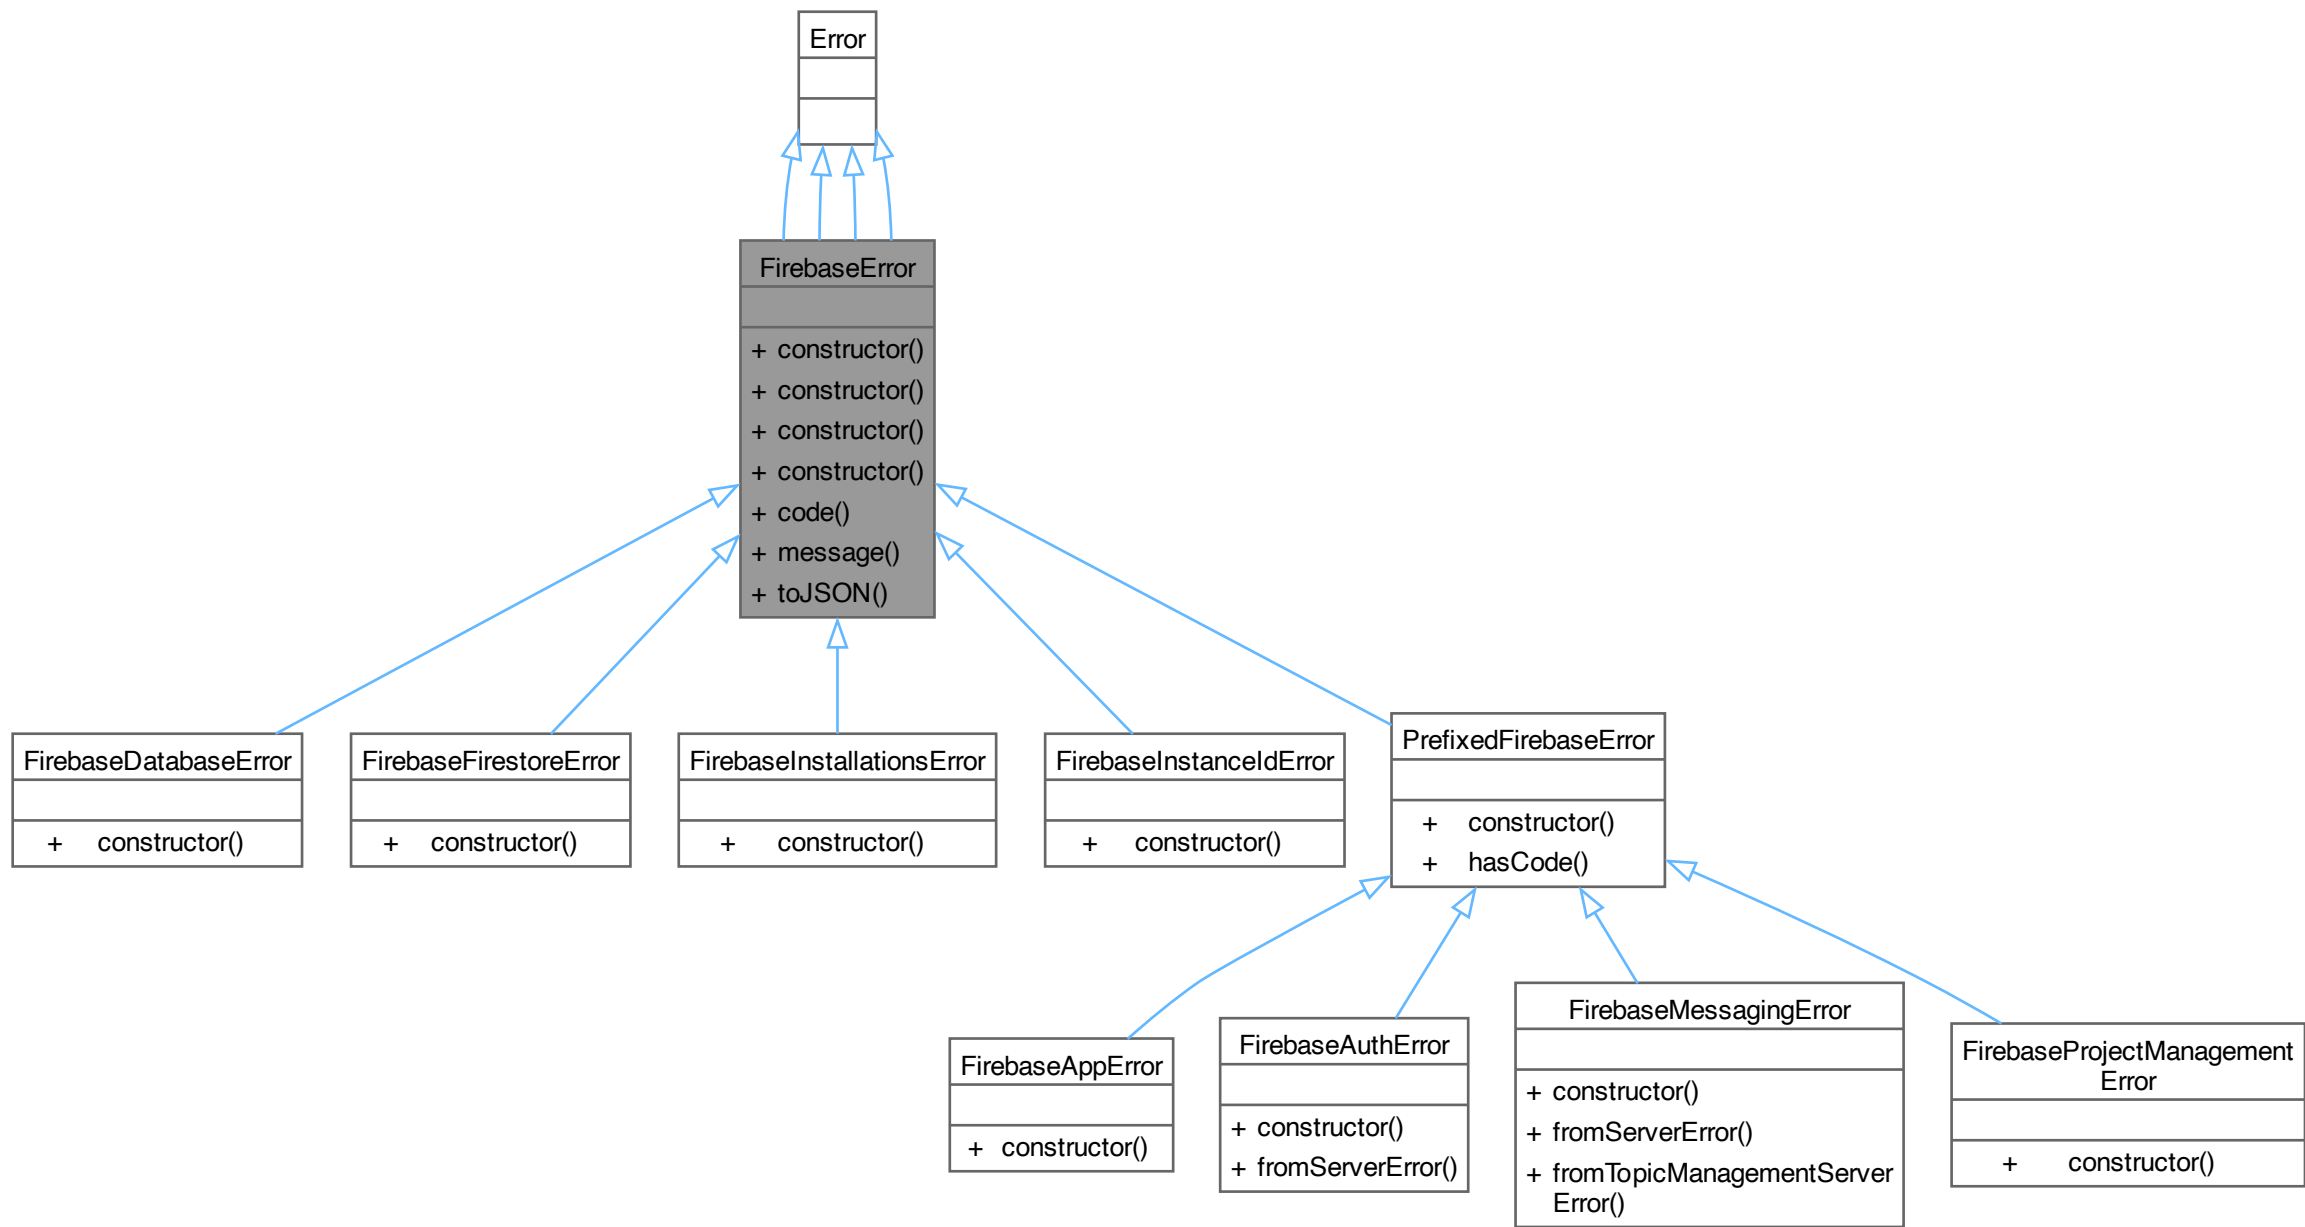 Error
FirebaseError
+ constructor()
+ constructor()
+ constructor()
+ constructor()
+ code()
+ message()
+ toJSON()
FirebaseDatabaseError
+ constructor()
FirebaseFirestoreError
+ constructor()
FirebaseInstallationsError
+ constructor()
FirebaseInstanceIdError
+ constructor()
PrefixedFirebaseError
+ constructor()
+ hasCode()
FirebaseAppError
+ constructor()
FirebaseAuthError
+ constructor()
+ fromServerError()
FirebaseMessagingError
+ constructor()
+ fromServerError()
+ fromTopicManagementServer
Error()
FirebaseProjectManagement
Error
+ constructor()